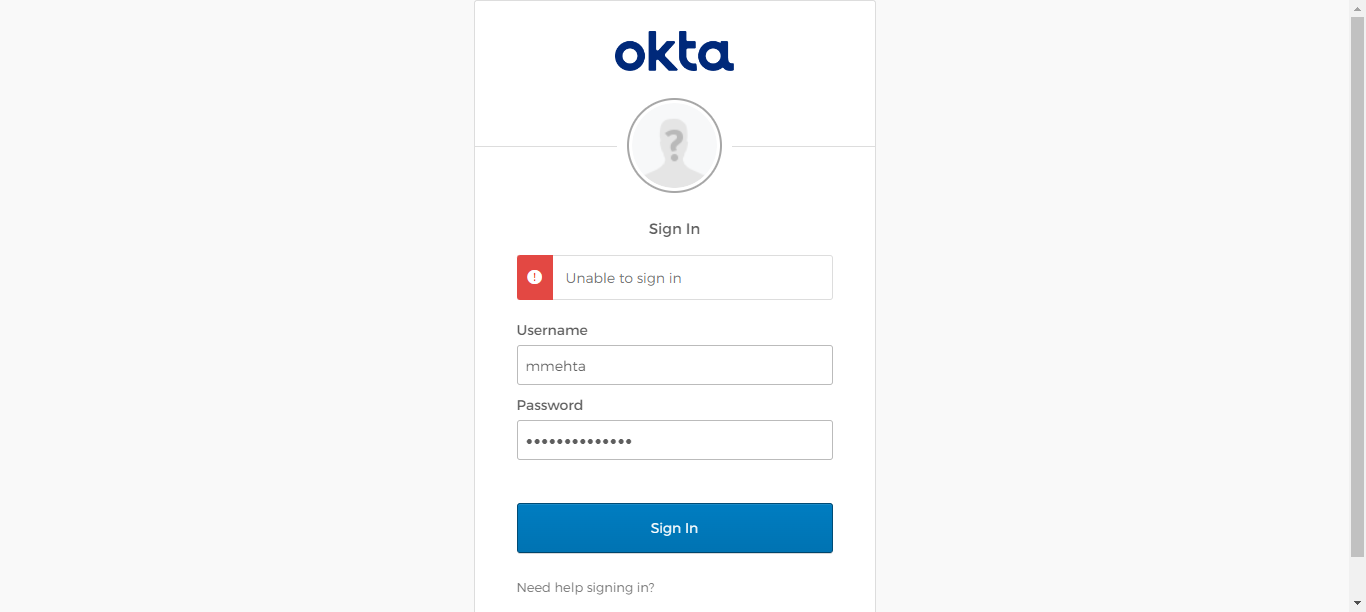 okta
Sign In
Unable to sign in
Username
mmehta
Password
••••••••••••••
Sign In
Need help signing in?